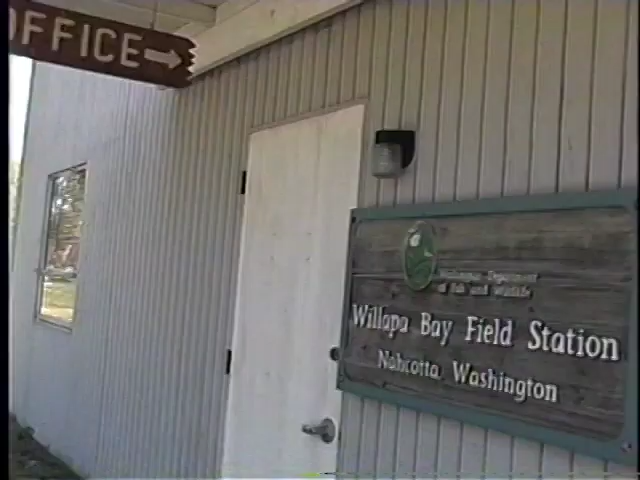 OFFICE
Washington Department
of Fish and Wildlife
Willapa Bay Field Station
Nahcotta, Washington